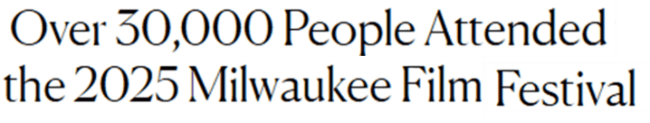 Over 30,000 People Attended
the 2025 Milwaukee Film Festival